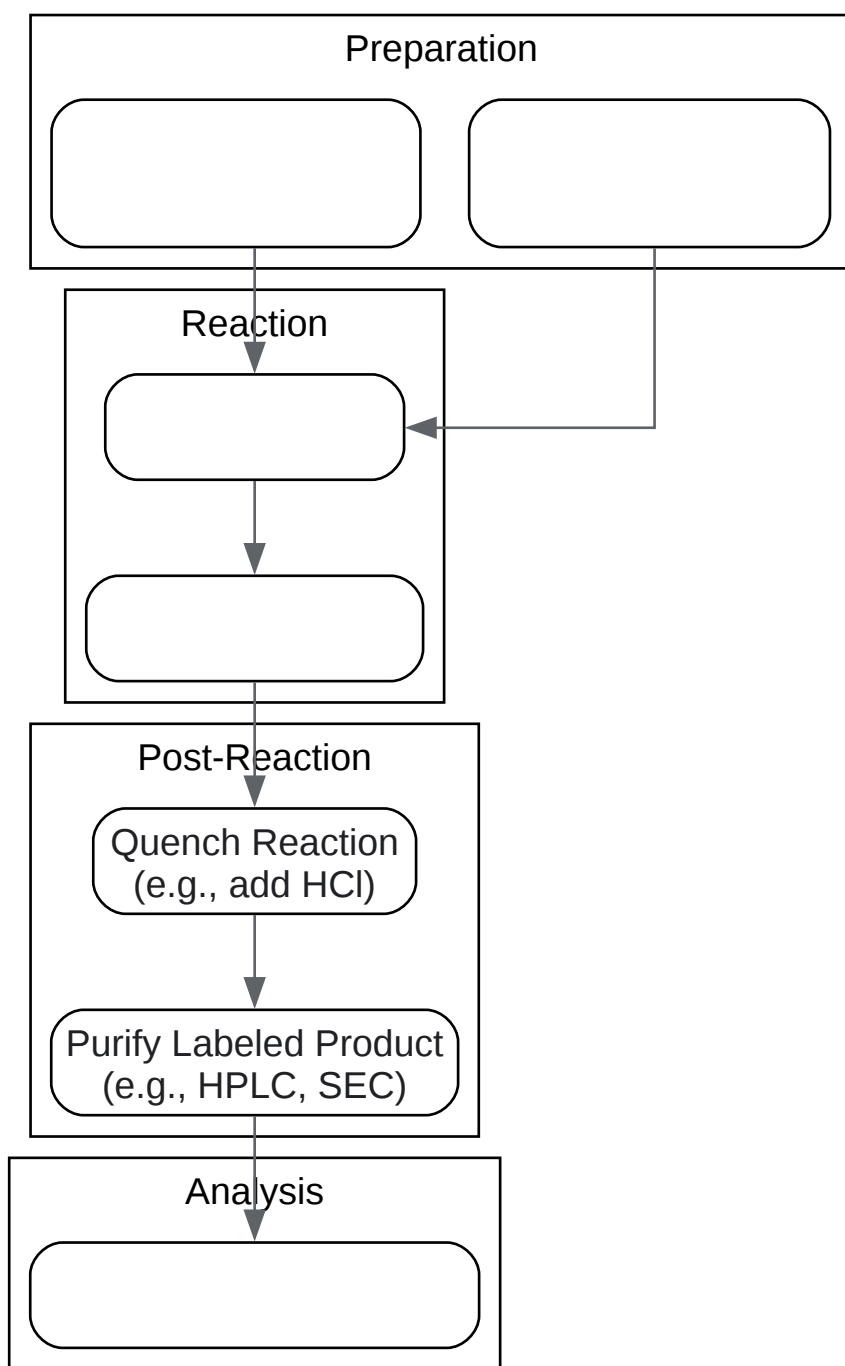 Preparation
Reaction
Post-Reaction
Quench Reaction
(e.g., add HCl)
Purify Labeled Product
(e.g., HPLC, SEC)
Analysis